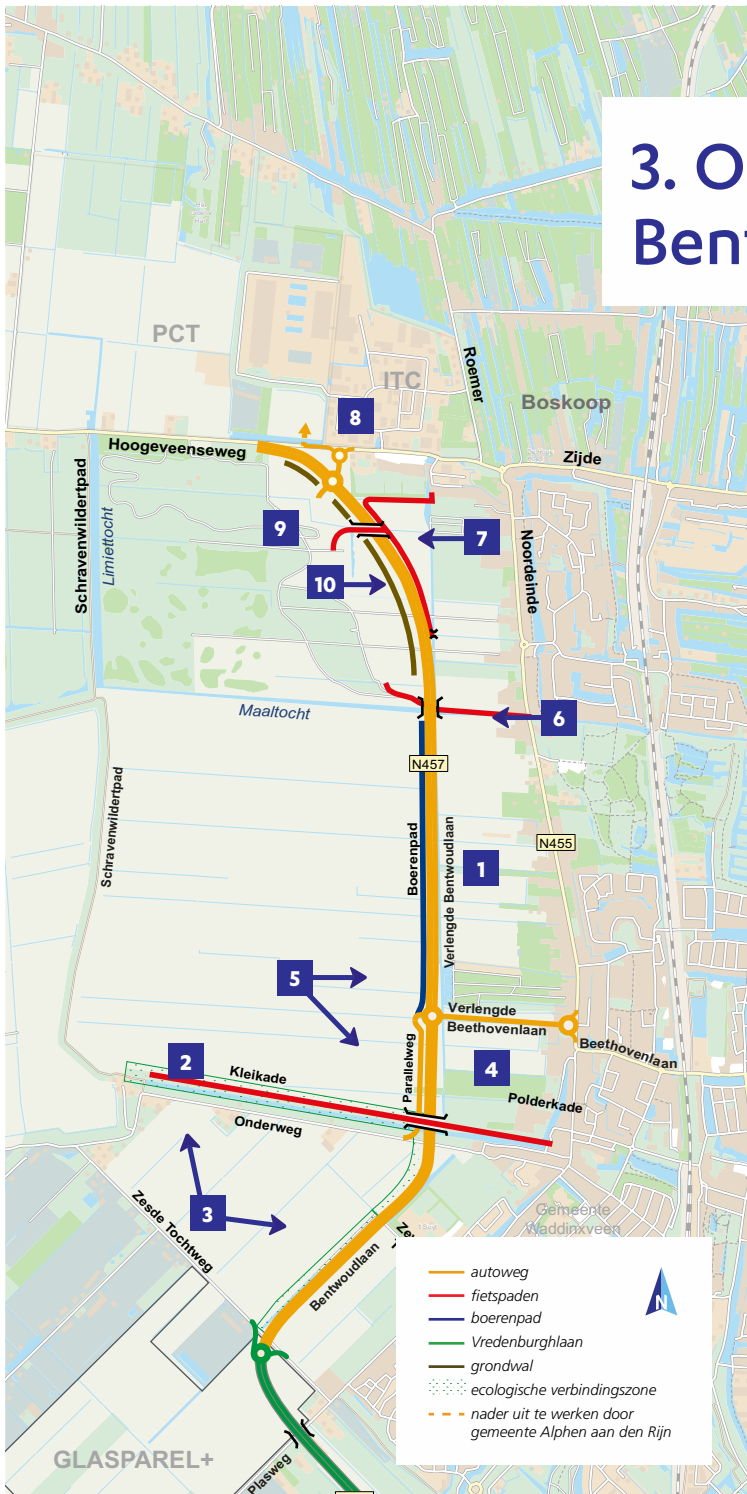 3. O
Bent
PCT
ITC
Roemer
Boskoop
8
Hoogeveenseweg
Zijde
Schravenwildertpad
Limiettocht
9
7
Noordeinde
10
Maaltocht
6
N457
Schravenwildertpad
Boerenpad
Verlengde Bentwoudlaan
N455
1
5
Verlengde
Beethovenlaan
Beethovenlaan
2
Kleikade
Parallelweg
4
Polderkade
Onderweg
3
Zesde Tochtweg
Gemeente
Waddinxveen
Bentwoudlaan
autoweg
fietspaden
boerenpad
Vredenburghlaan
grondwal
ecologische verbindingszone
nader uit te werken door
gemeente Alphen aan den Rijn
N
GLASPAREL+
Plasweg